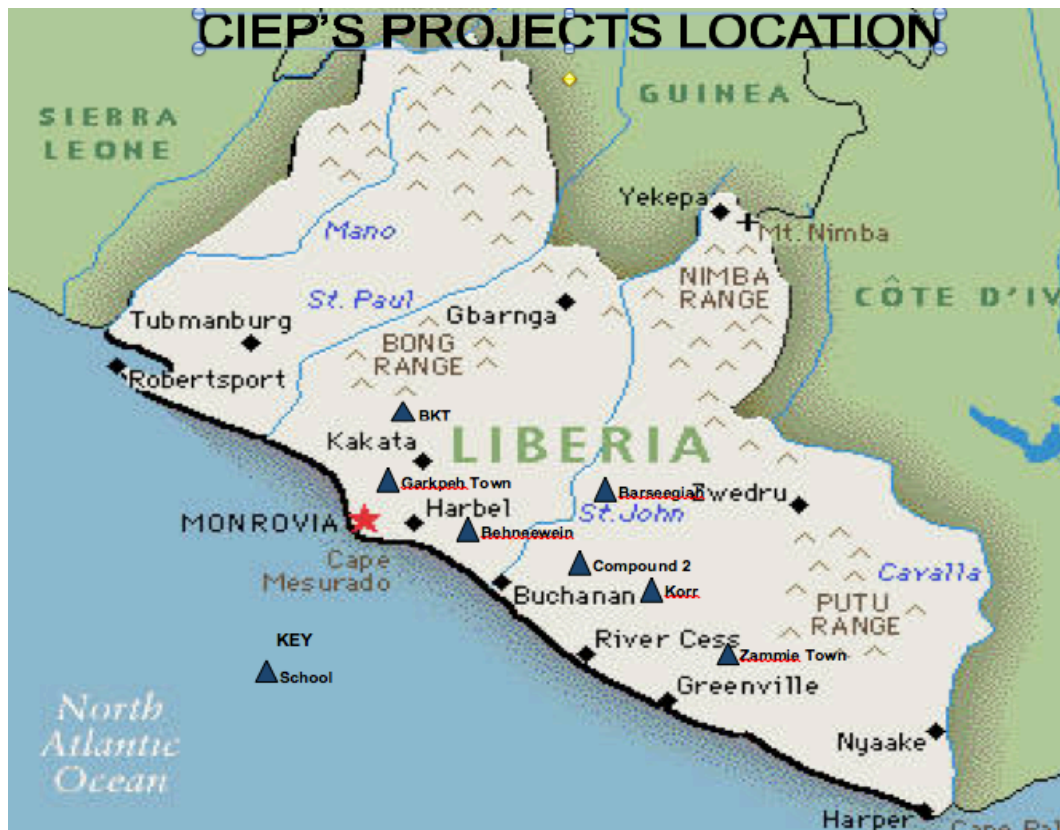 CIEP'S PROJECTS LOCATION
SIERRA
LEONE
GUINEA
Yekepa
Mt. Nimba
Mano
NIMBA
RANGE
CÔTE D'IV
St. Paul
Gbarnga
Tubmanburg
BONG
RANGE
Robertsport
BKT
Kakata
LIBERIA
Garkpeh Town
Barseegiah
Zwedru
Harbel
St. John
MONROVIA
Behneewein
Cape
Mesurado
Compound 2
Cavalla
Buchanan
Korr
PUTU
RANGE
KEY
River Cess
Zammie Town
School
Greenville
North
Atlantic
Ocean
Nyaake
Harper